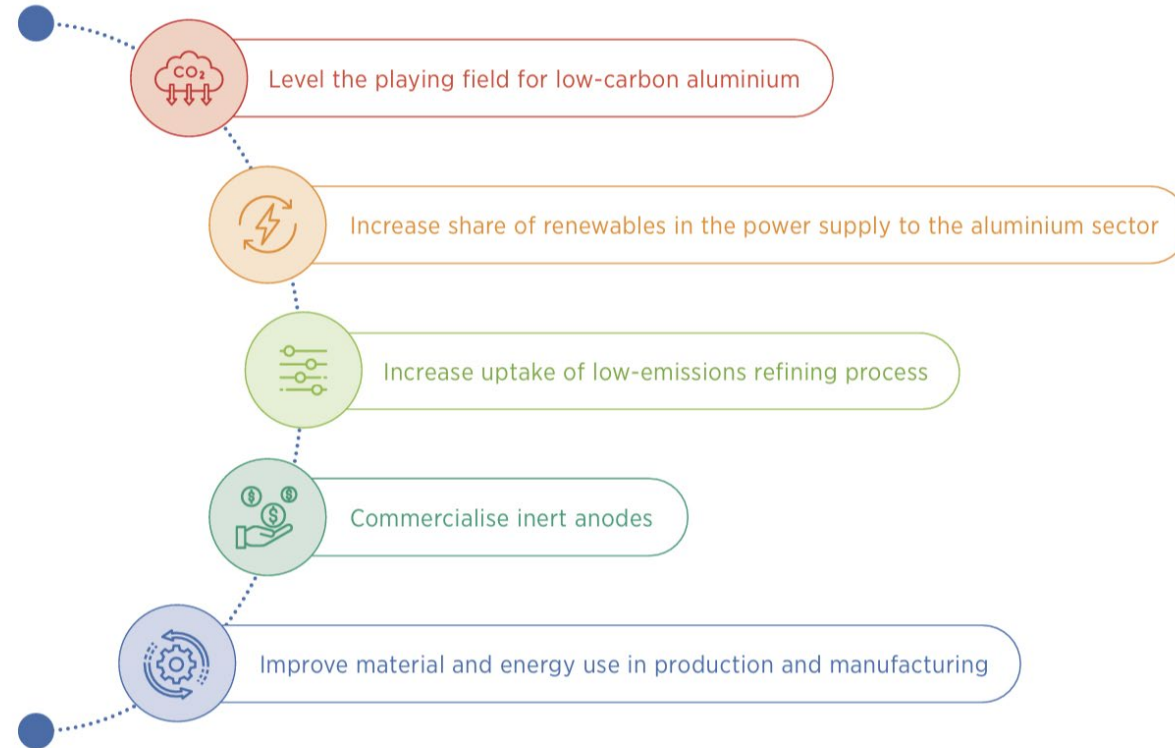 CO₂
Level the playing field for low-carbon aluminium
Increase share of renewables in the power supply to the aluminium sector
Increase uptake of low-emissions refining process
$ $
$
Commercialise inert anodes
Improve material and energy use in production and manufacturing